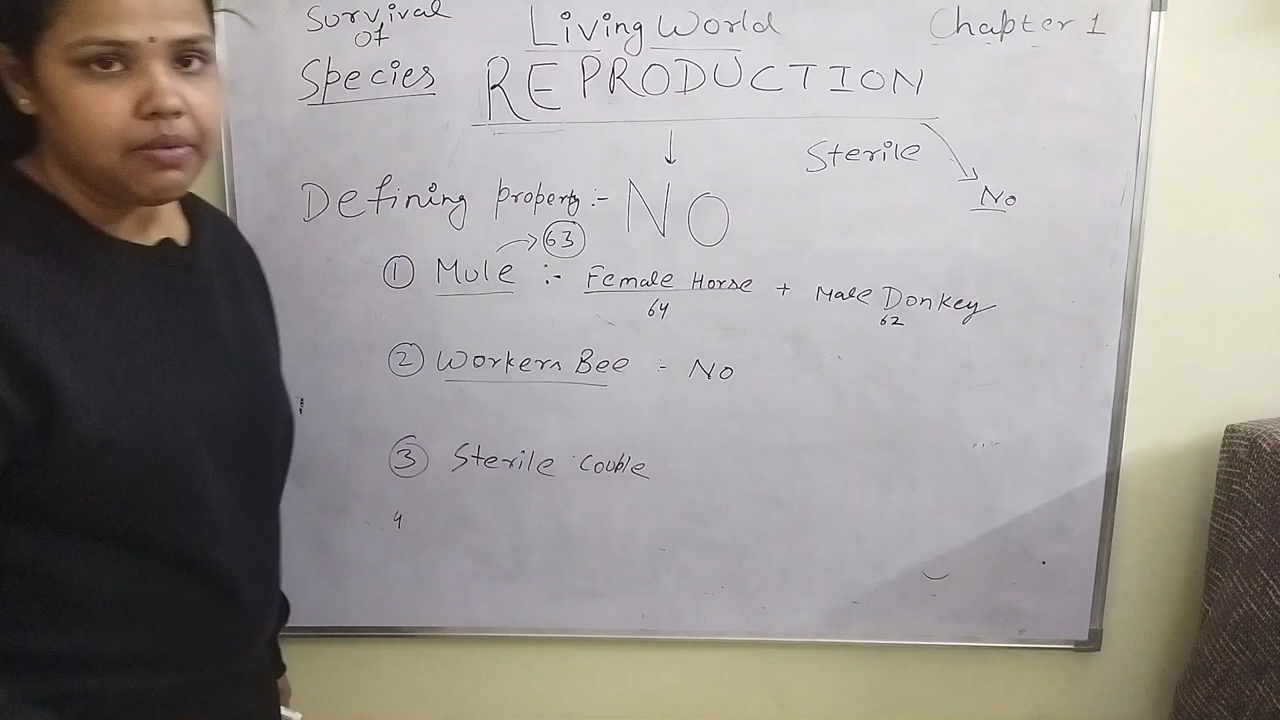 Survival Living World Chapter 1
of
Species REPRODUCTION
Sterile
Defining property :- NO No
63
① Mule :- Female Horse + Male Donkey
64 62
② Workers Bee :- No
③ Sterile Couple
4